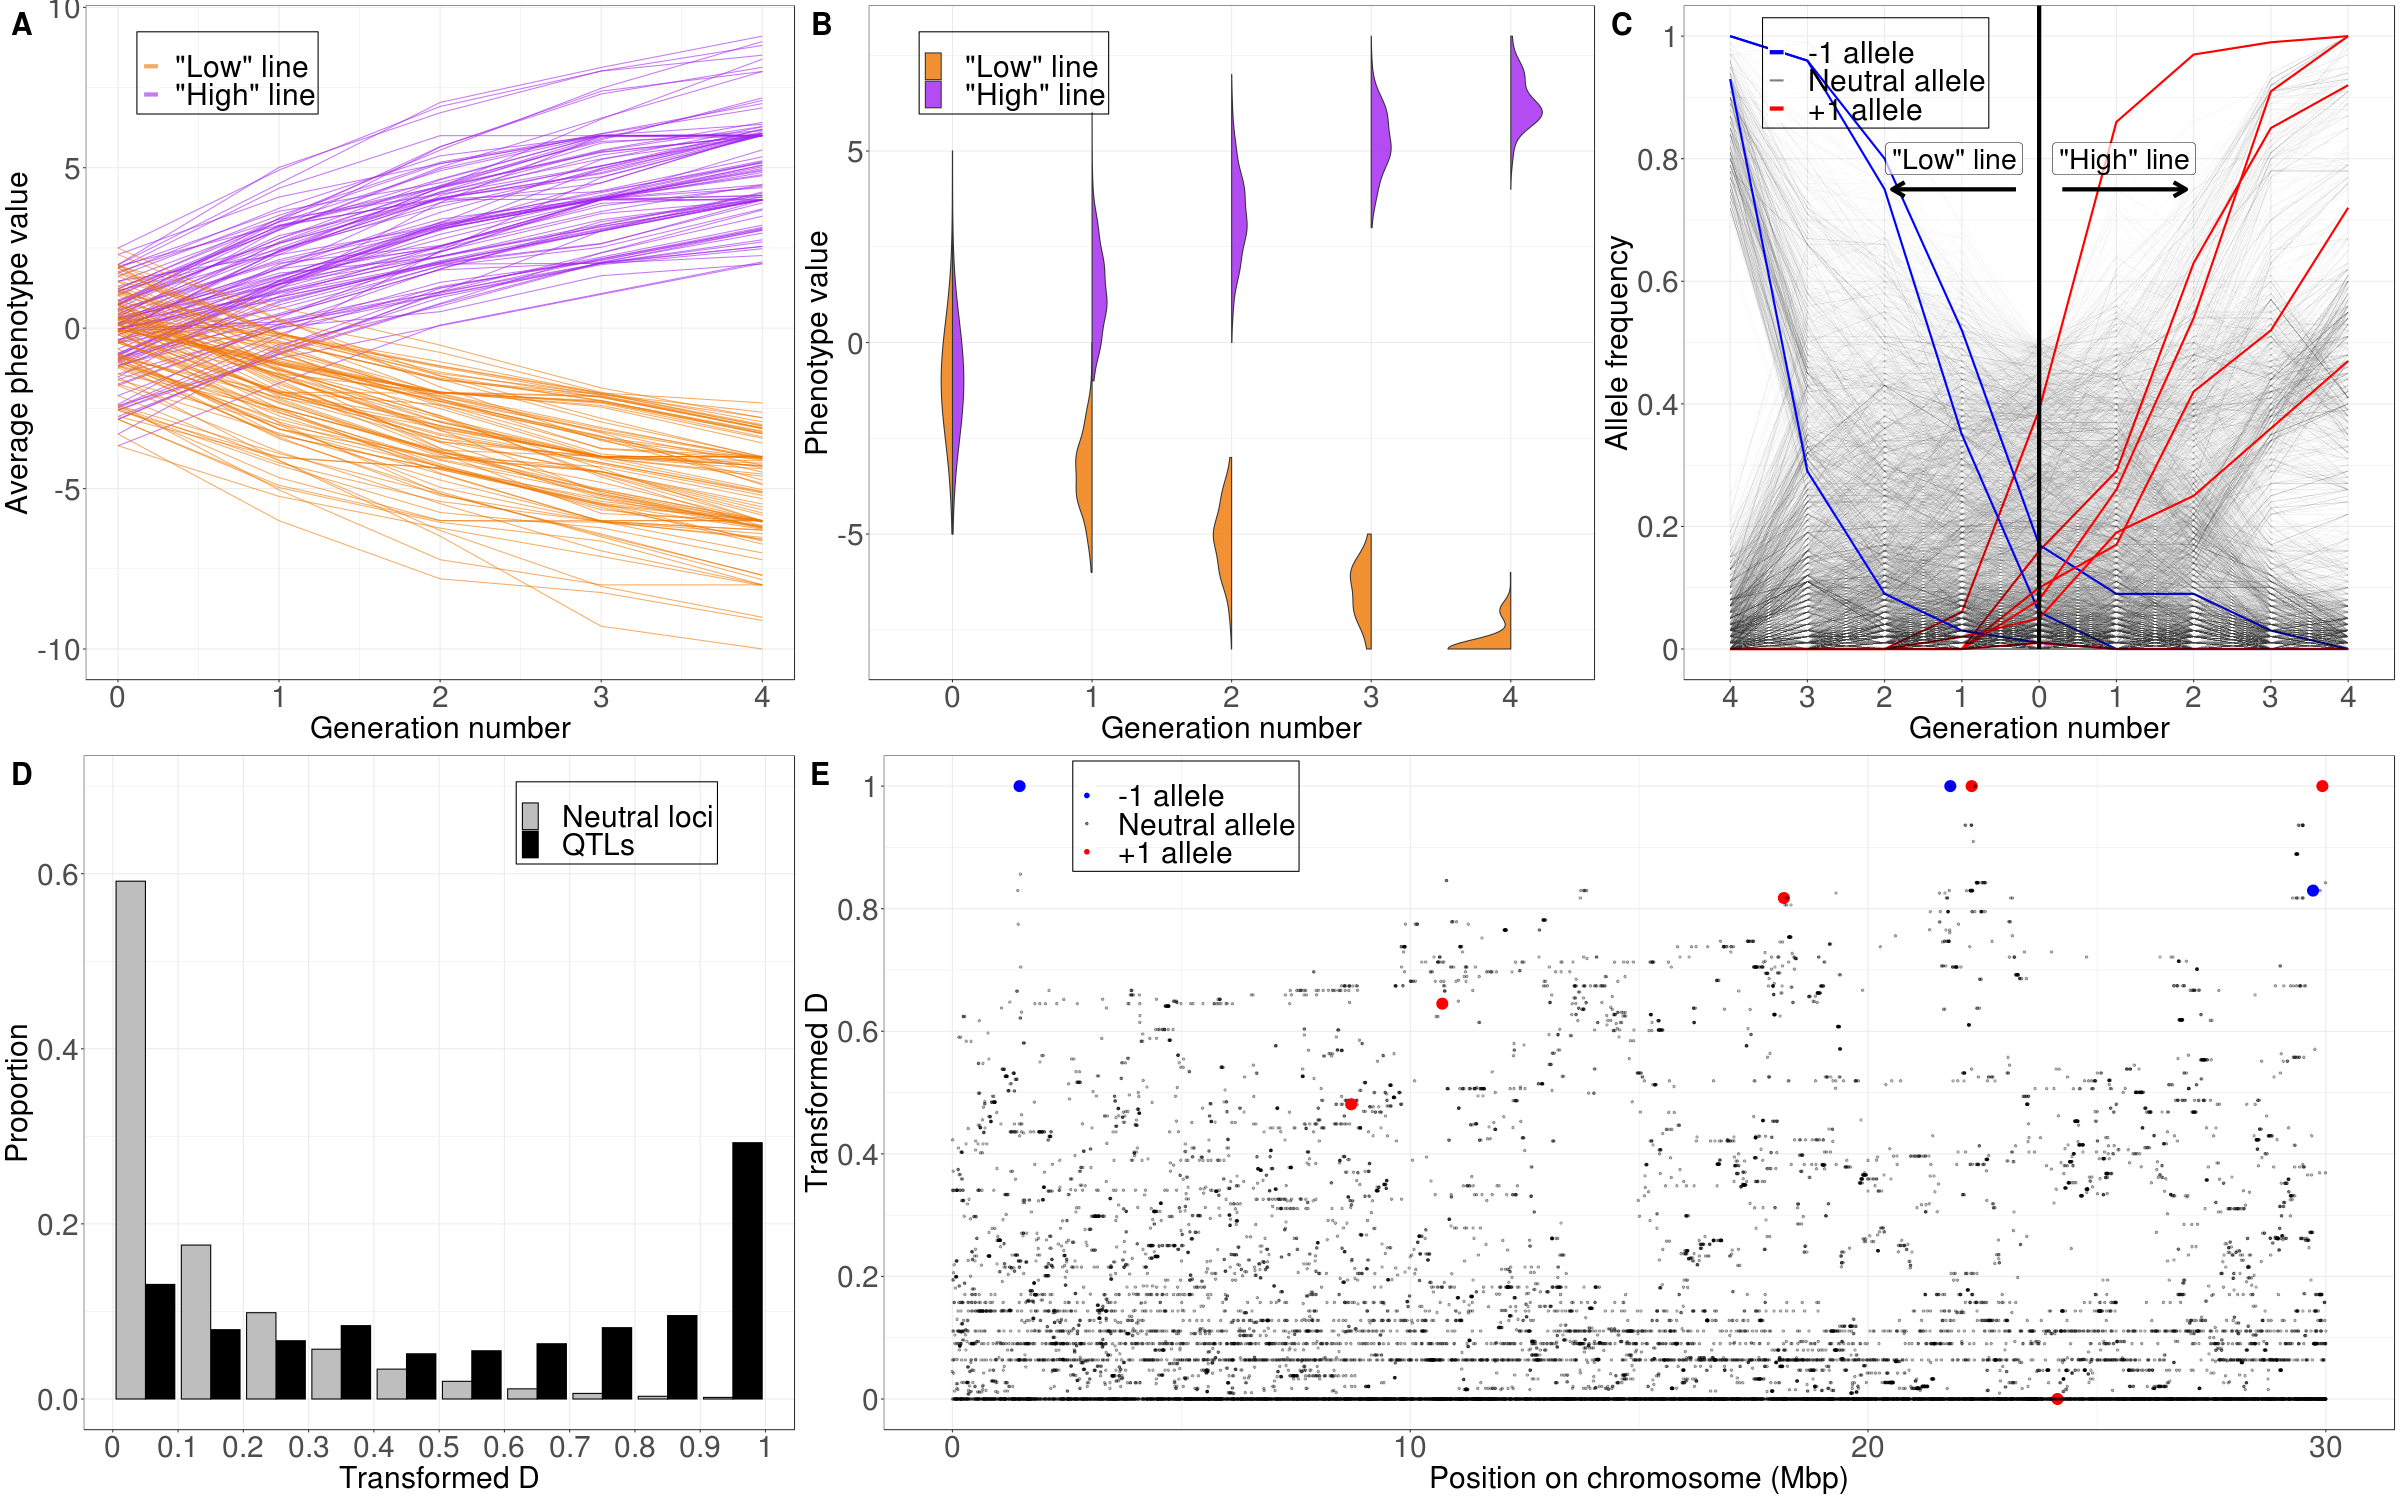 A
10
5
0
-5
-10
Average phenotype value
"Low" line
"High" line
0 1 2 3 4
Generation number
B
5
0
-5
Phenotype value
"Low" line
"High" line
0 1 2 3 4
Generation number
C
1
0.8
0.6
0.4
0.2
0
Allele frequency
-1 allele
Neutral allele
+1 allele
"Low" line
"High" line
4 3 2 1 0 1 2 3 4
Generation number
D
0.6
0.4
0.2
0.0
Proportion
Neutral loci
QTLs
0 0.1 0.2 0.3 0.4 0.5 0.6 0.7 0.8 0.9 1
Transformed D
E
1
0.8
0.6
0.4
0.2
0
Transformed D
-1 allele
Neutral allele
+1 allele
0 10 20 30
Position on chromosome (Mbp)